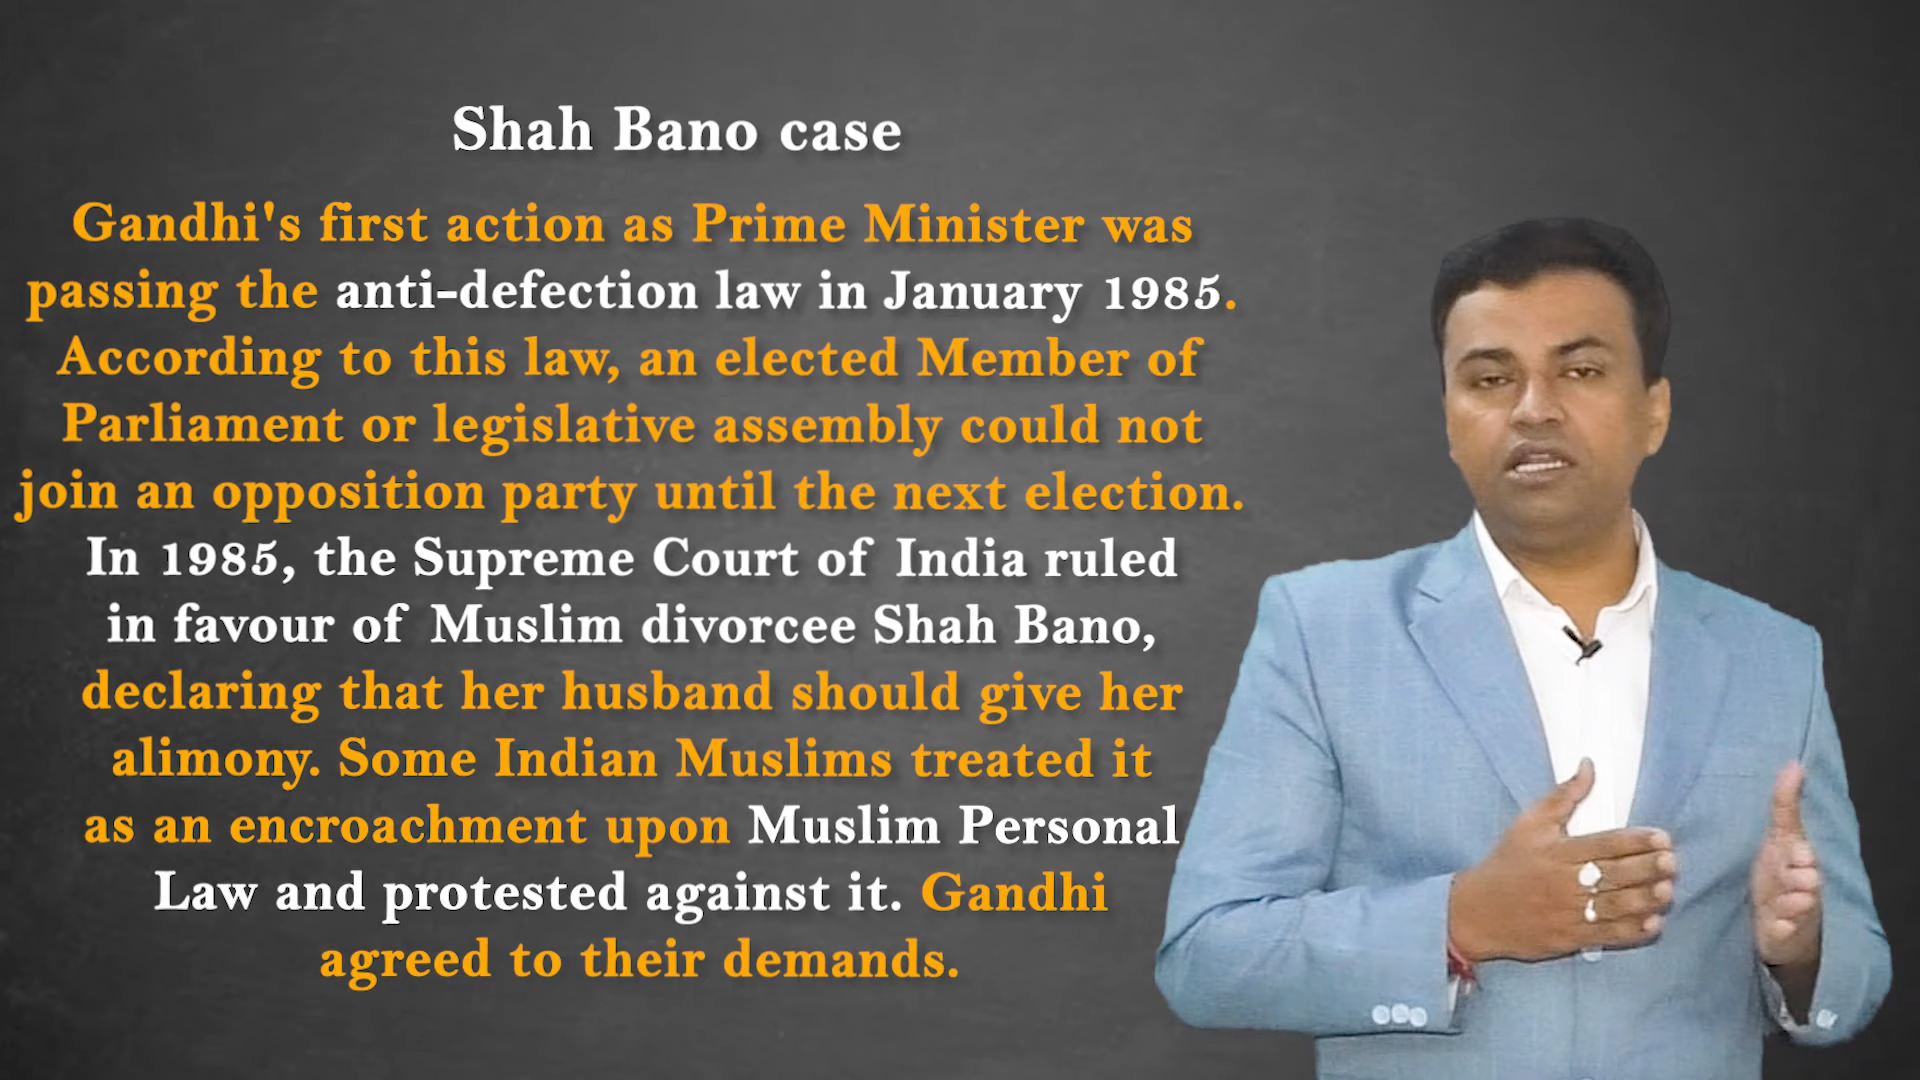 Shah Bano case
Gandhi's first action as Prime Minister was
passing the anti-defection law in January 1985.
According to this law, an elected Member of
Parliament or legislative assembly could not
join an opposition party until the next election.
In 1985, the Supreme Court of India ruled
in favour of Muslim divorcee Shah Bano,
declaring that her husband should give her
alimony. Some Indian Muslims treated it
as an encroachment upon Muslim Personal
Law and protested against it. Gandhi
agreed to their demands.